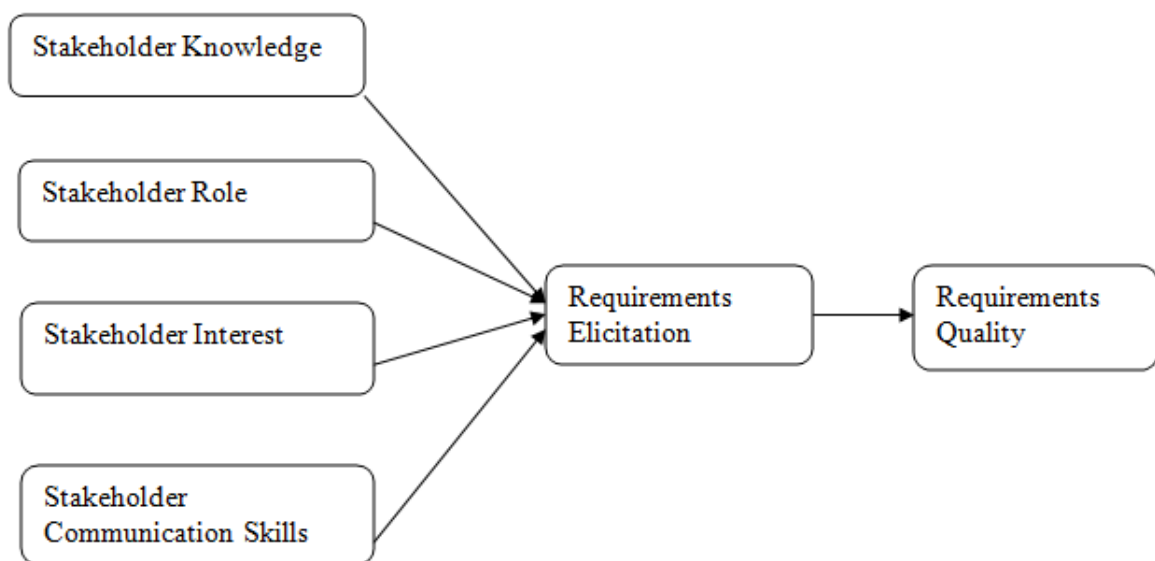 Stakeholder Knowledge
Stakeholder Role
Stakeholder Interest
Stakeholder
Communication Skills
Requirements
Elicitation
Requirements
Quality